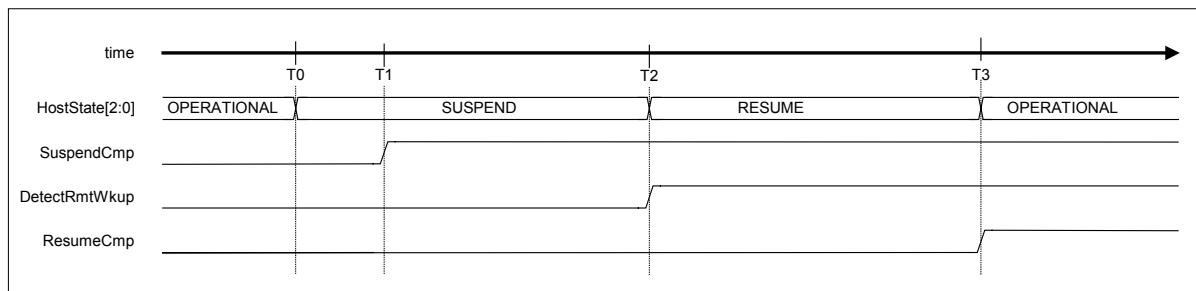 time
T0 T1 T2 T3
HostState[2:0] OPERATIONAL SUSPEND RESUME OPERATIONAL
SuspendCmp
DetectRmtWkup
ResumeCmp